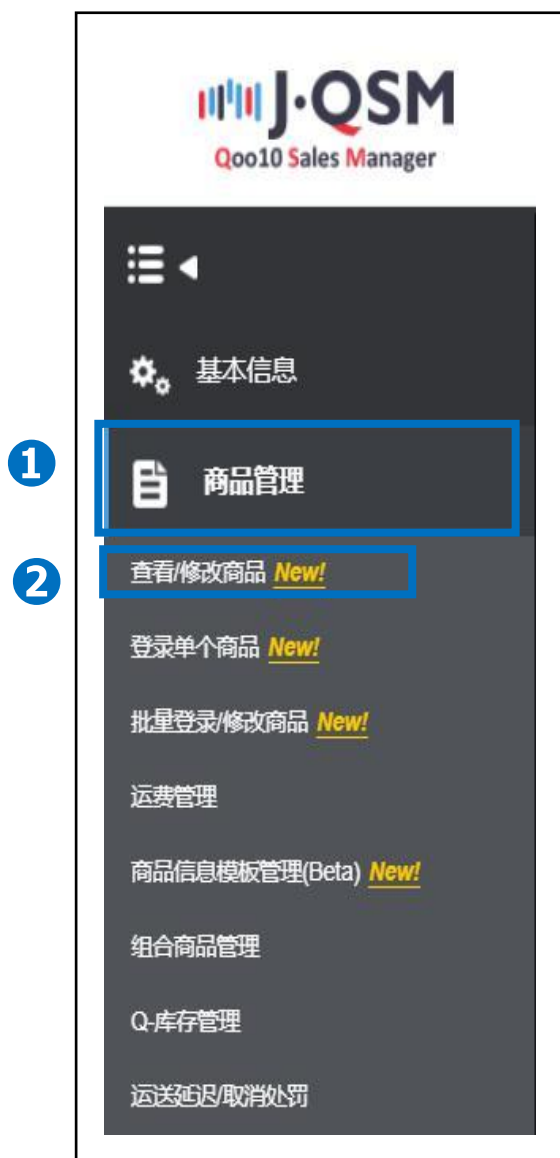 J·QSM
Qoo10 Sales Manager
基本信息
1
商品管理
2
查看/修改商品 New!
登录单个商品 New!
批量登录/修改商品 New!
运费管理
商品信息模板管理(Beta) New!
组合商品管理
Q-库存管理
运送延迟/取消处罚